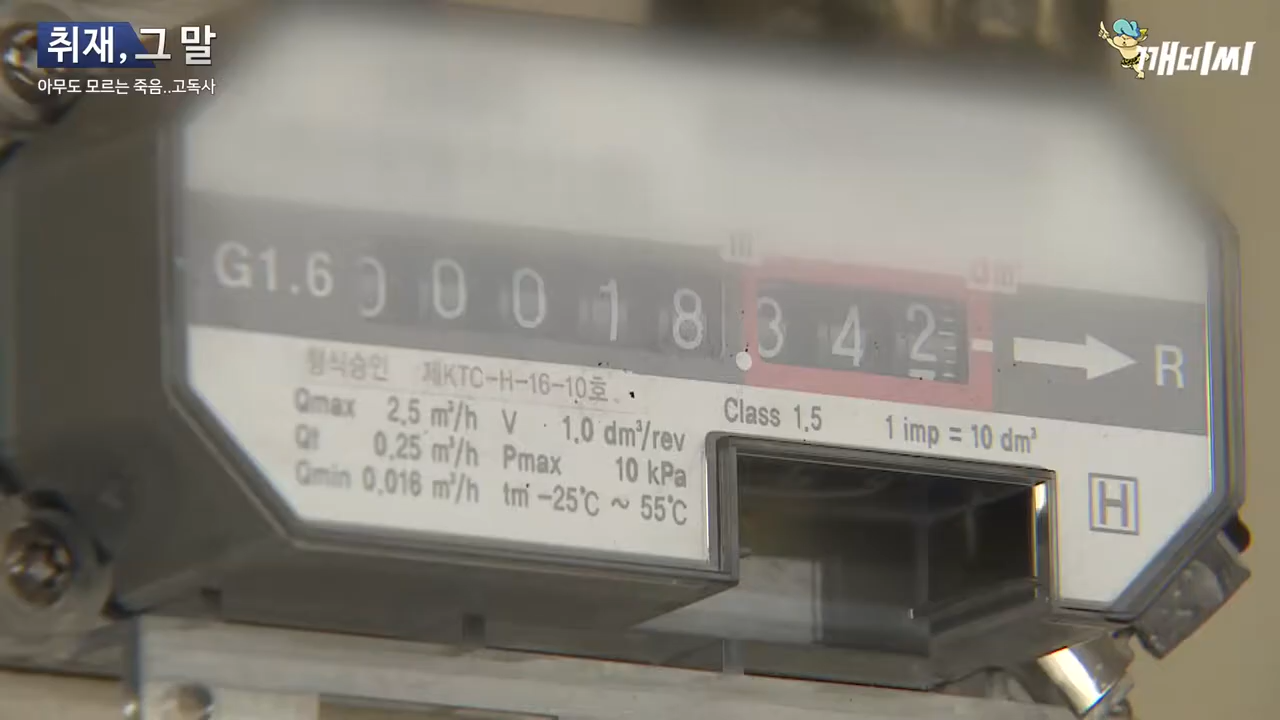 취재, 그 말
아무도 모르는 죽음..고독사
깨비씨
m³ dm³
G1.6 0 0 0 1 8 3 4 2 R
형식승인 제KTC-H-16-10호
Qmax 2,5 m³/h V 1,0 dm³/rev
Qt 0,25 m³/h Pmax 10 kPa
Qmin 0,016 m³/h tm -25°C ~ 55°C
Class 1,5 1 imp = 10 dm³
H